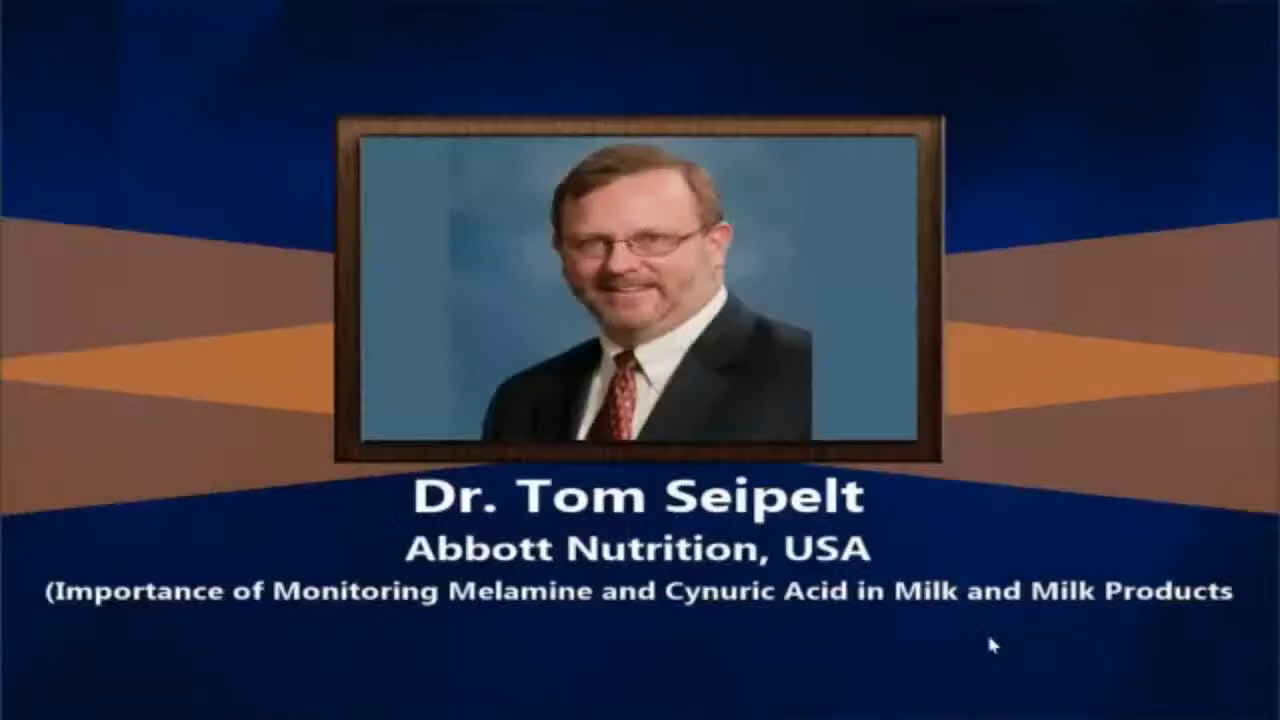 Dr. Tom Seipelt
Abbott Nutrition, USA
(Importance of Monitoring Melamine and Cynuric Acid in Milk and Milk Products